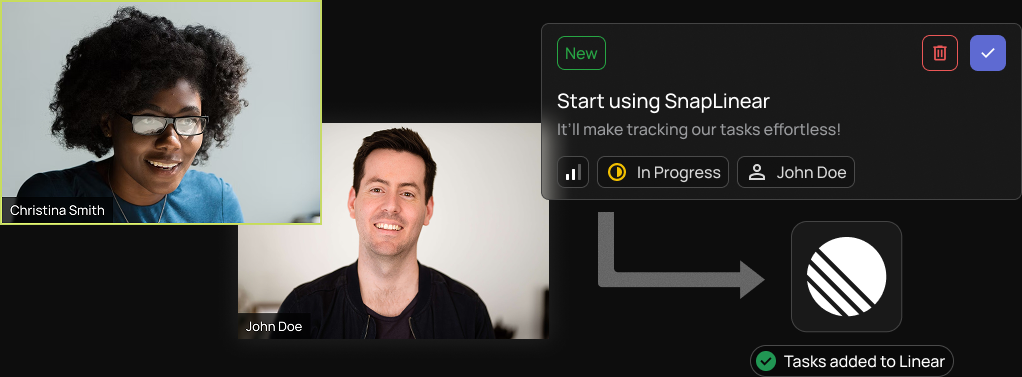 Christina Smith
John Doe
New
Start using SnapLinear
It'll make tracking our tasks effortless!
In Progress
John Doe
Tasks added to Linear